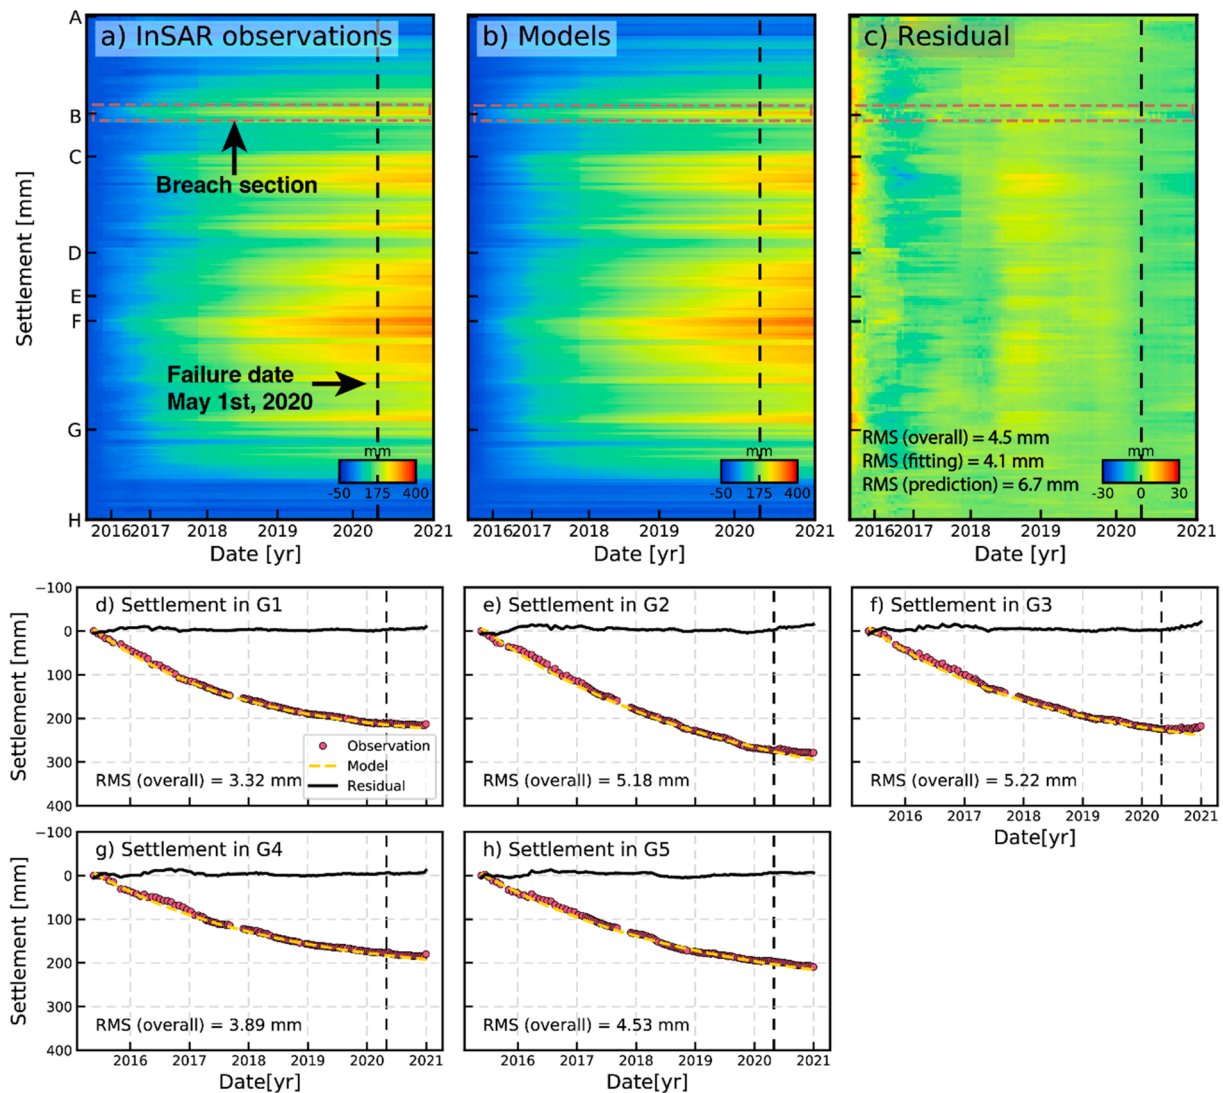 a) InSAR observations
b) Models
c) Residual
Settlement [mm]
A
B
C
D
E
F
G
H
Breach section
Failure date
May 1st, 2020
mm
-50 175 400
mm
-50 175 400
RMS (overall) = 4.5 mm
RMS (fitting) = 4.1 mm
RMS (prediction) = 6.7 mm
mm
-30 0 30
2016 2017 2018 2019 2020 2021
2016 2017 2018 2019 2020 2021
2016 2017 2018 2019 2020 2021
Date [yr]
Date [yr]
Date [yr]
Settlement [mm]
−100
0
100
200
300
400
d) Settlement in G1
Observation
Model
Residual
RMS (overall) = 3.32 mm
e) Settlement in G2
RMS (overall) = 5.18 mm
f) Settlement in G3
RMS (overall) = 5.22 mm
2016 2017 2018 2019 2020 2021
Date[yr]
Settlement [mm]
−100
0
100
200
300
400
g) Settlement in G4
RMS (overall) = 3.89 mm
2016 2017 2018 2019 2020 2021
Date[yr]
h) Settlement in G5
RMS (overall) = 4.53 mm
2016 2017 2018 2019 2020 2021
Date[yr]